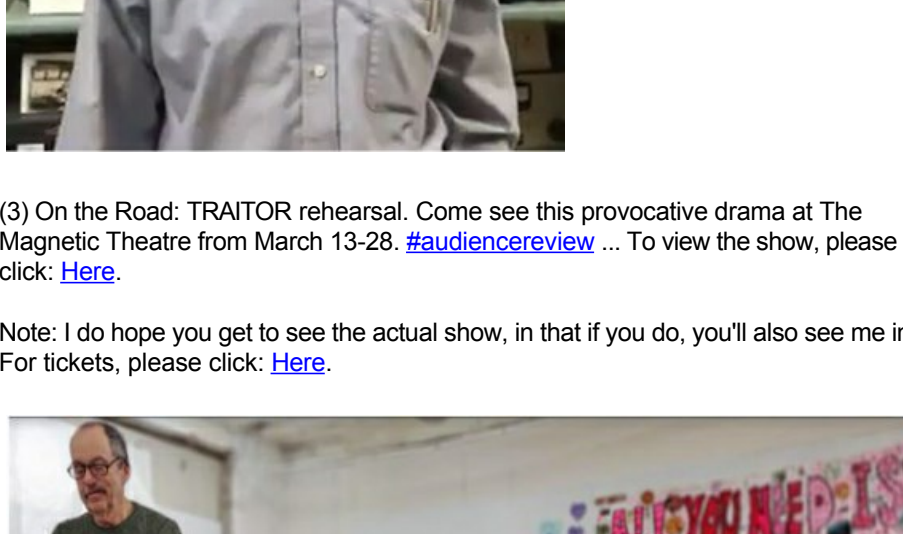 (3) On the Road: TRAITOR rehearsal. Come see this provocative drama at The
Magnetic Theatre from March 13-28. #audiencereview ... To view the show, please
click: Here.
Note: I do hope you get to see the actual show, in that if you do, you'll also see me in
For tickets, please click: Here.
ALL YOU NEED IS